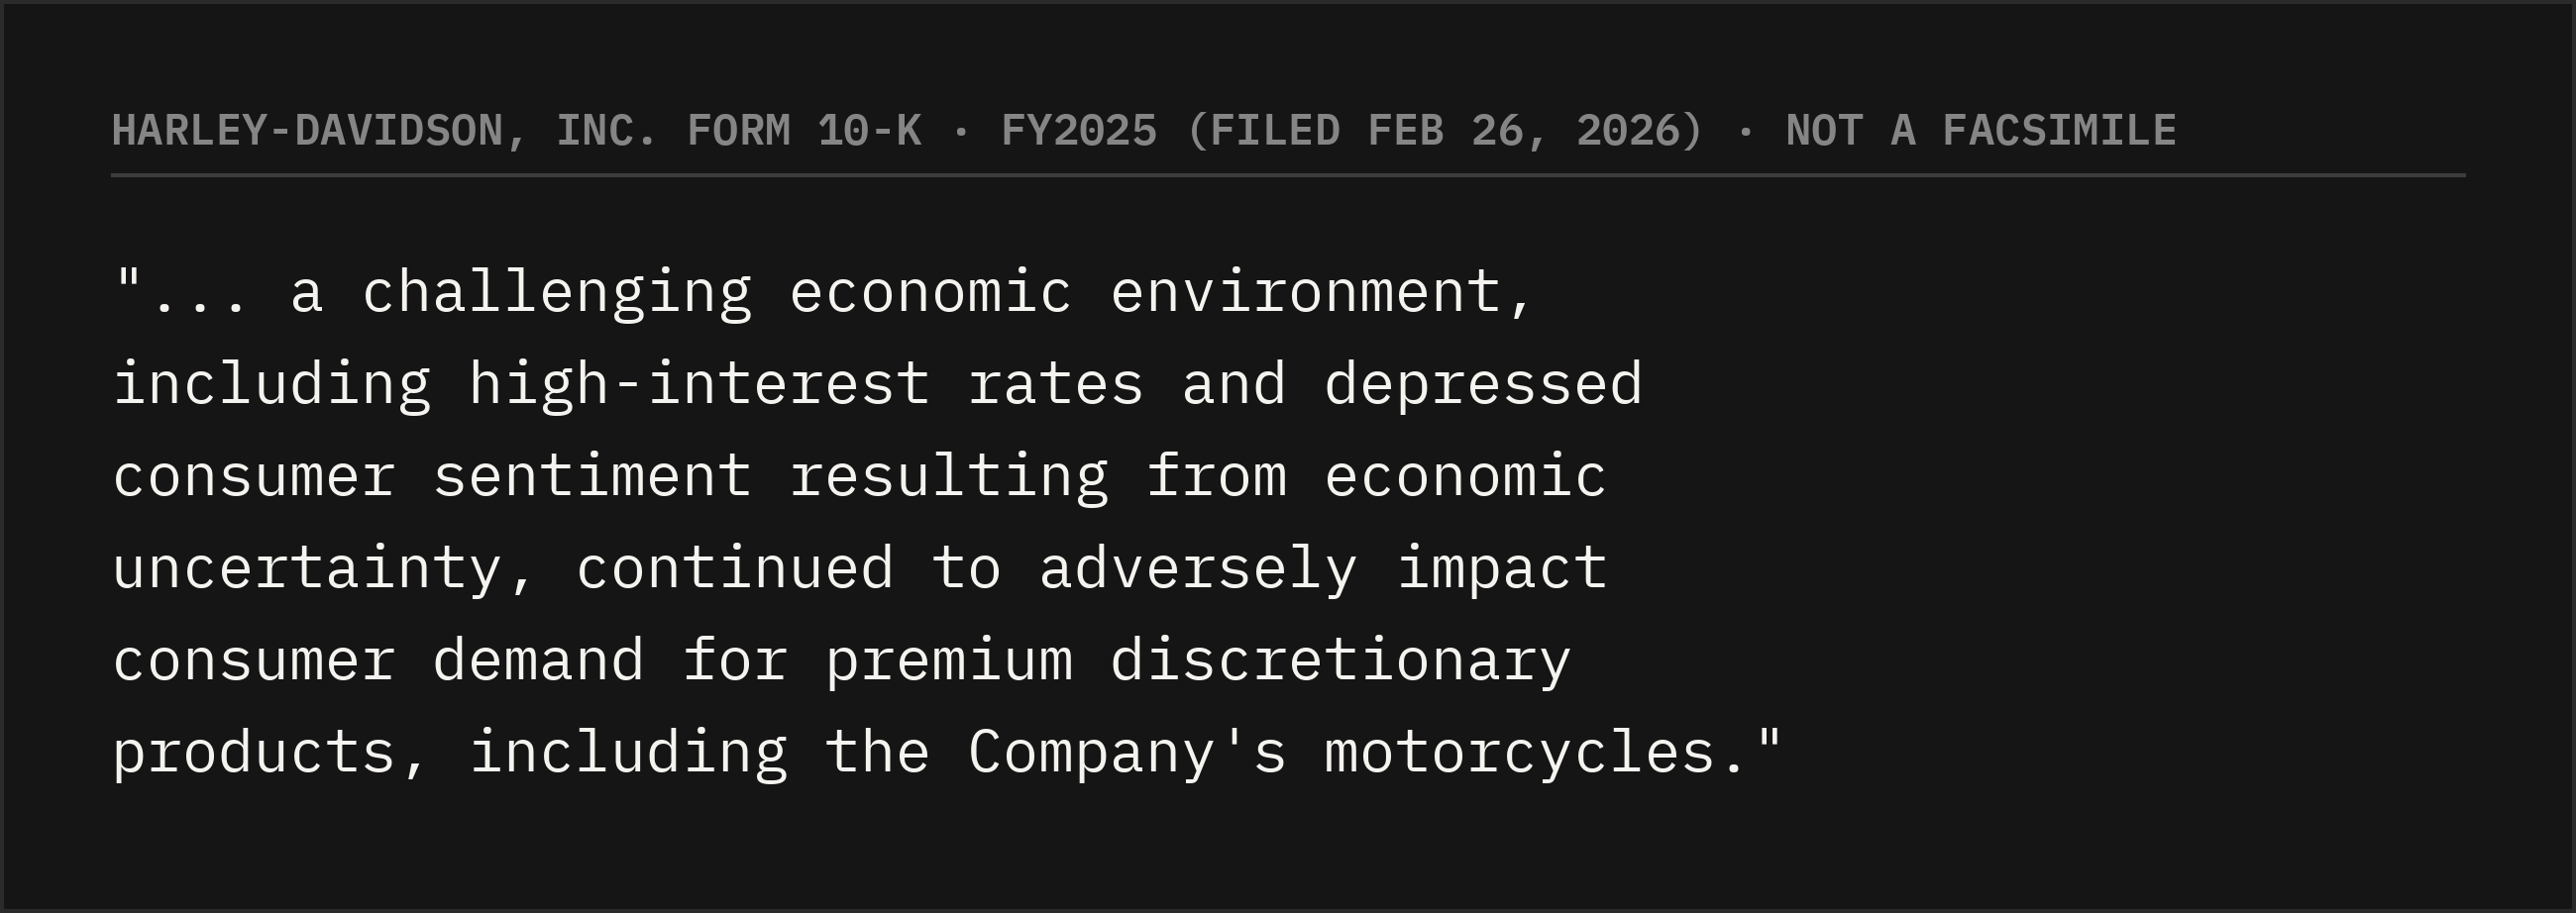 HARLEY-DAVIDSON, INC. FORM 10-K · FY2025 (FILED FEB 26, 2026) · NOT A FACSIMILE
"... a challenging economic environment,
including high-interest rates and depressed
consumer sentiment resulting from economic
uncertainty, continued to adversely impact
consumer demand for premium discretionary
products, including the Company's motorcycles."